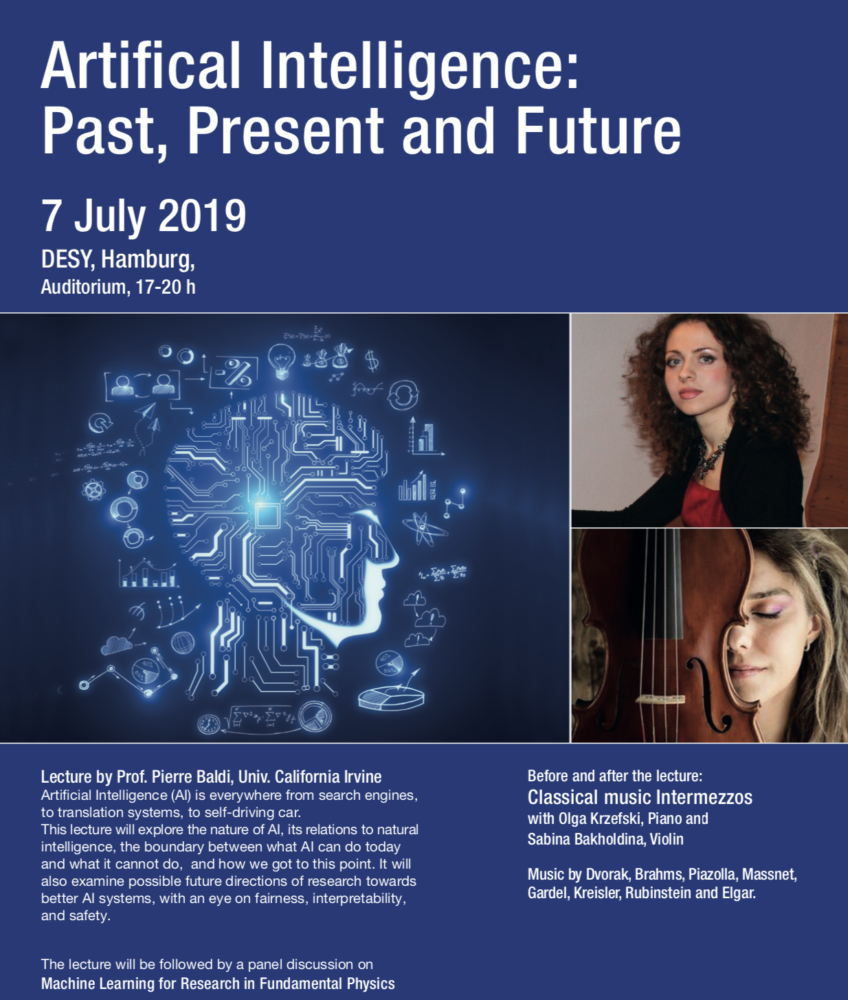 Artifical Intelligence:
Past, Present and Future
7 July 2019
DESY, Hamburg,
Auditorium, 17-20 h
Lecture by Prof. Pierre Baldi, Univ. California Irvine
Artificial Intelligence (AI) is everywhere from search engines,
to translation systems, to self-driving car.
This lecture will explore the nature of AI, its relations to natural
intelligence, the boundary between what AI can do today
and what it cannot do,  and how we got to this point. It will
also examine possible future directions of research towards
better AI systems, with an eye on fairness, interpretability,
and safety.
The lecture will be followed by a panel discussion on
Machine Learning for Research in Fundamental Physics
Before and after the lecture:
Classical music Intermezzos
with Olga Krzefski, Piano and
Sabina Bakholdina, Violin
Music by Dvorak, Brahms, Piazolla, Massnet,
Gardel, Kreisler, Rubinstein and Elgar.